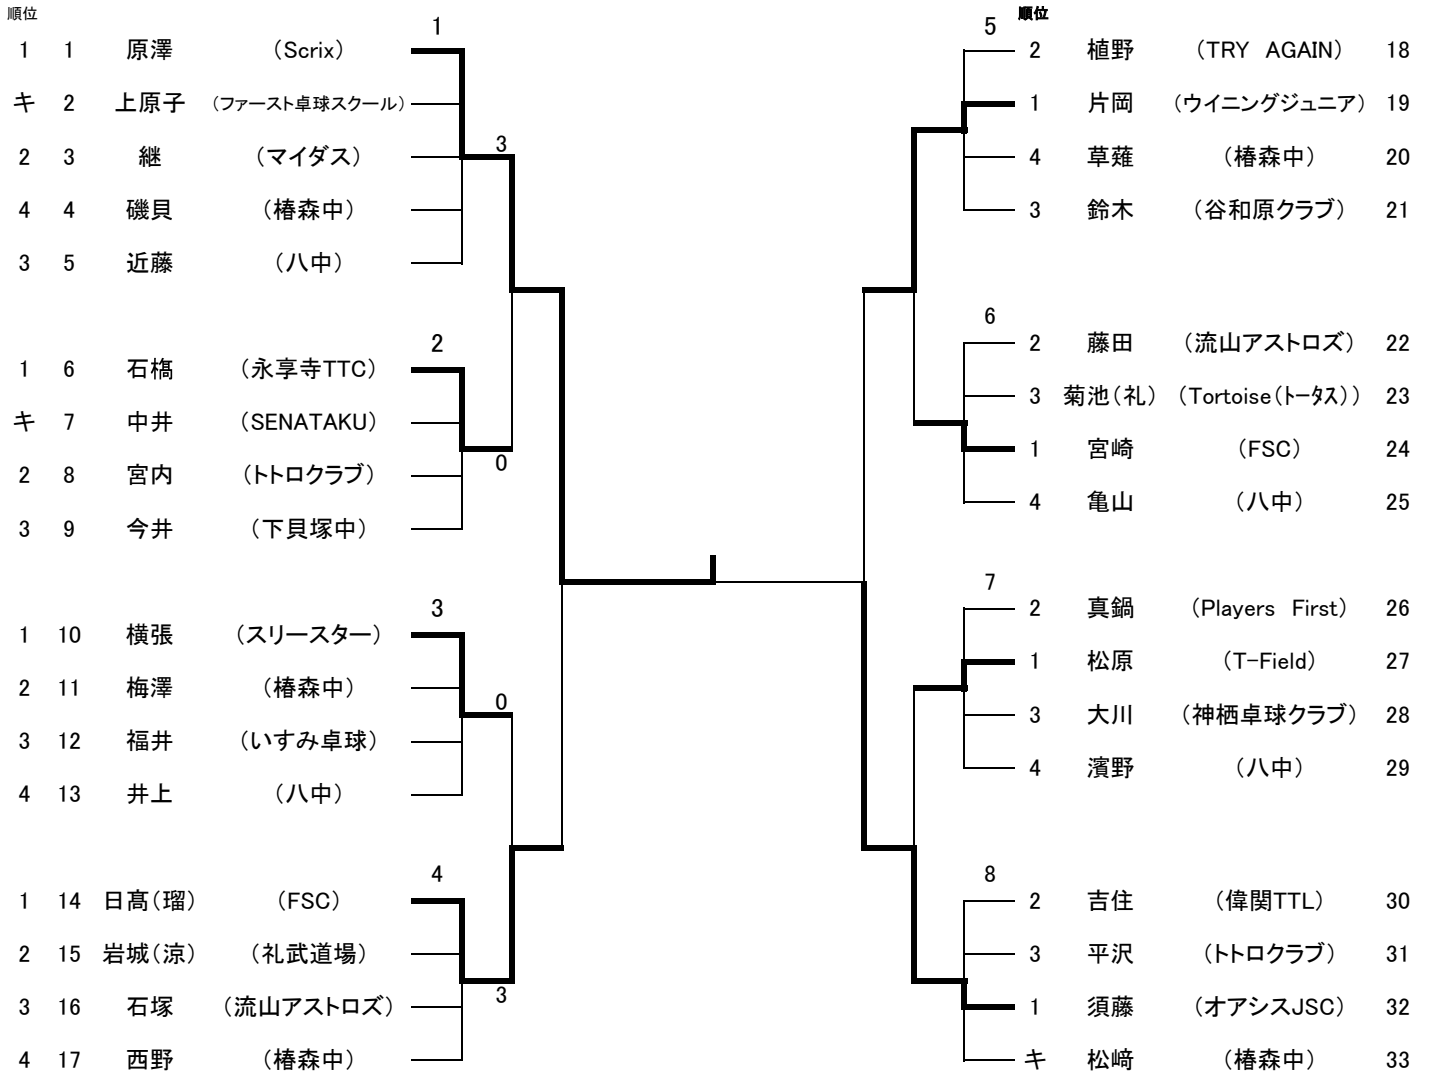 順位
1 1 原澤 （Scrix）
キ 2 上原子 （ファースト卓球スクール）
2 3 継 （マイダス）
4 4 磯貝 （椿森中）
3 5 近藤 （八中）
1
3
1 6 石槗 （永享寺TTC）
キ 7 中井 （SENATAKU）
2 8 宮内 （トトロクラブ）
3 9 今井 （下貝塚中）
2
0
1 10 横張 （スリースター）
2 11 梅澤 （椿森中）
3 12 福井 （いすみ卓球）
4 13 井上 （八中）
3
0
1 14 日髙（瑠） （FSC）
2 15 岩城（涼） （礼武道場）
3 16 石塚 （流山アストロズ）
4 17 西野 （椿森中）
4
3
順位
5
2 植野 （TRY　AGAIN） 18
1 片岡 （ウイニングジュニア） 19
4 草薙 （椿森中） 20
3 鈴木 （谷和原クラブ） 21
6
2 藤田 （流山アストロズ） 22
3 菊池（礼） （Tortoise（ﾄｰﾀｽ）） 23
1 宮崎 （FSC） 24
4 亀山 （八中） 25
7
2 真鍋 （Players　First） 26
1 松原 （T-Field） 27
3 大川 （神栖卓球クラブ） 28
4 濱野 （八中） 29
8
2 吉住 （偉関TTL） 30
3 平沢 （トトロクラブ） 31
1 須藤 （オアシスJSC） 32
キ 松﨑 （椿森中） 33